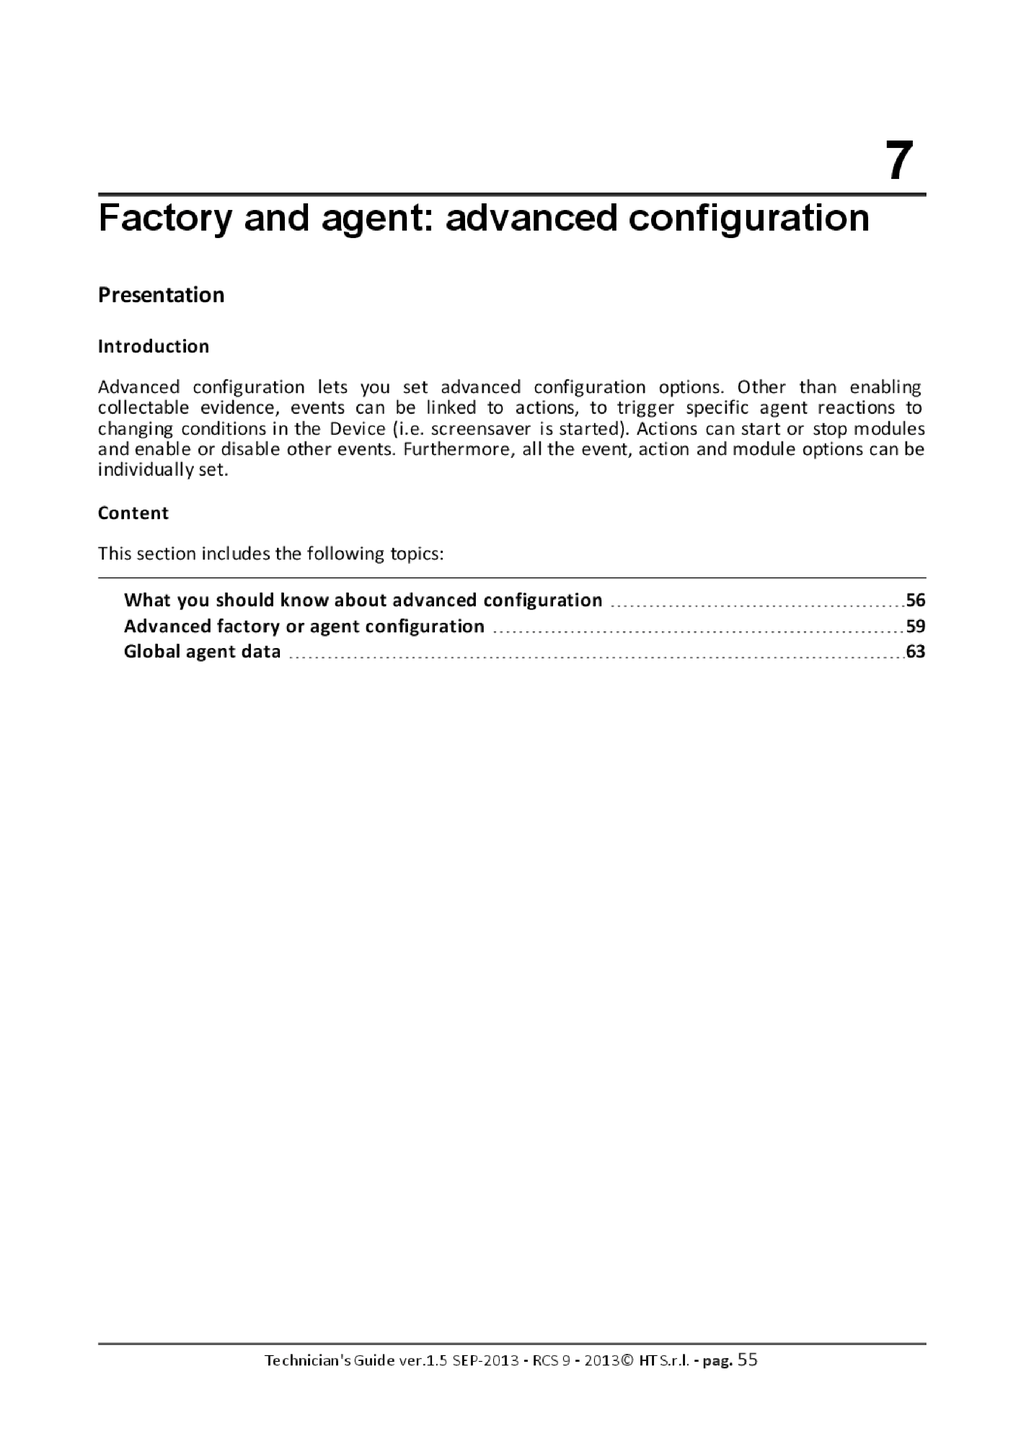 7
Factory and agent: advanced configuration
Presentation
Introduction
Advanced configuration lets you set advanced configuration options. Other than enabling
collectable evidence, events can be linked to actions, to trigger specific agent reactions to
changing conditions in the Device (i.e. screensaver is started). Actions can start or stop modules
and enable or disable other events. Furthermore, all the event, action and module options can be
individually set.
Content
This section includes the following topics:
What you should know about advanced configuration 56
Advanced factory or agent configuration 59
Global agent data 63
Technician's Guide ver.1.5 SEP-2013 - RCS 9 - 2013© HT S.r.l. - pag. 55